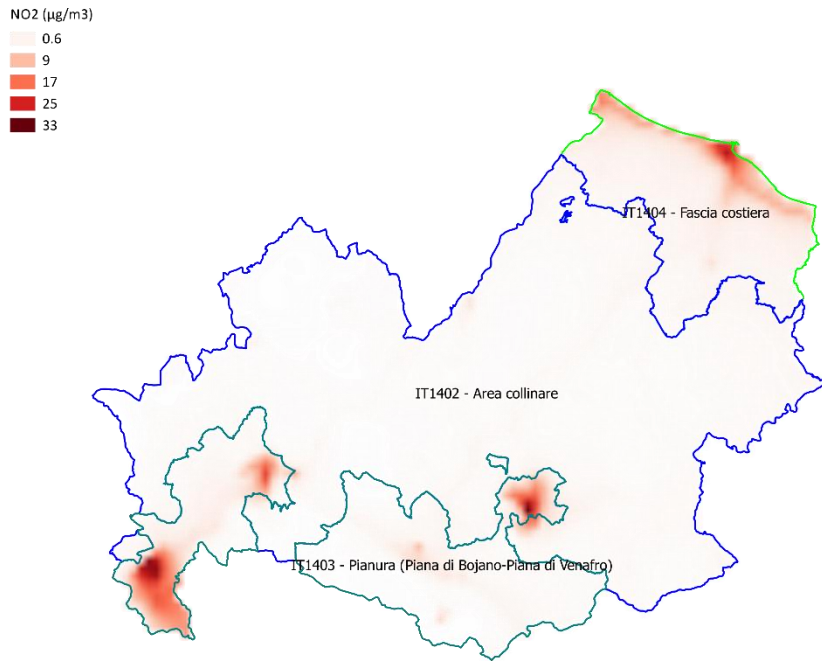 NO2 (µg/m3)
0.6
9
17
25
33
IT1404 - Fascia costiera
IT1402 - Area collinare
IT1403 - Pianura (Piana di Bojano-Piana di Venafro)